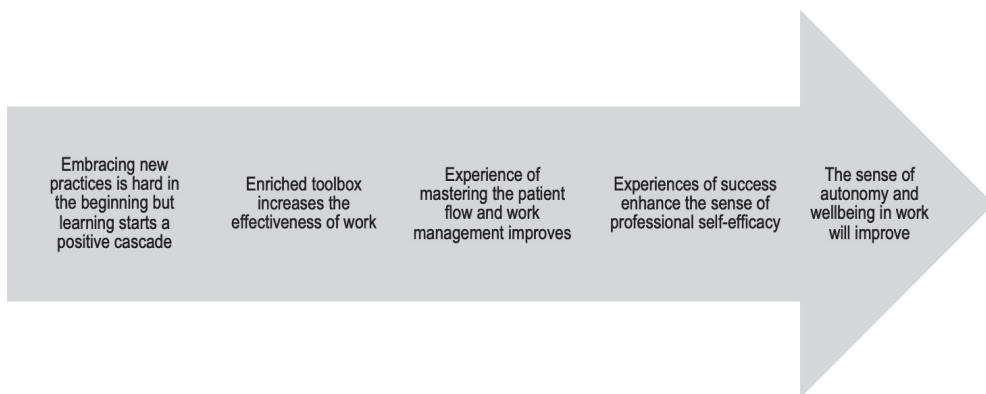 Embracing new
practices is hard in
the beginning but
learning starts a
positive cascade
Enriched toolbox
increases the
effectiveness of work
Experience of
mastering the patient
flow and work
management improves
Experiences of success
enhance the sense of
professional self-efficacy
The sense of
autonomy and
wellbeing in work
will improve